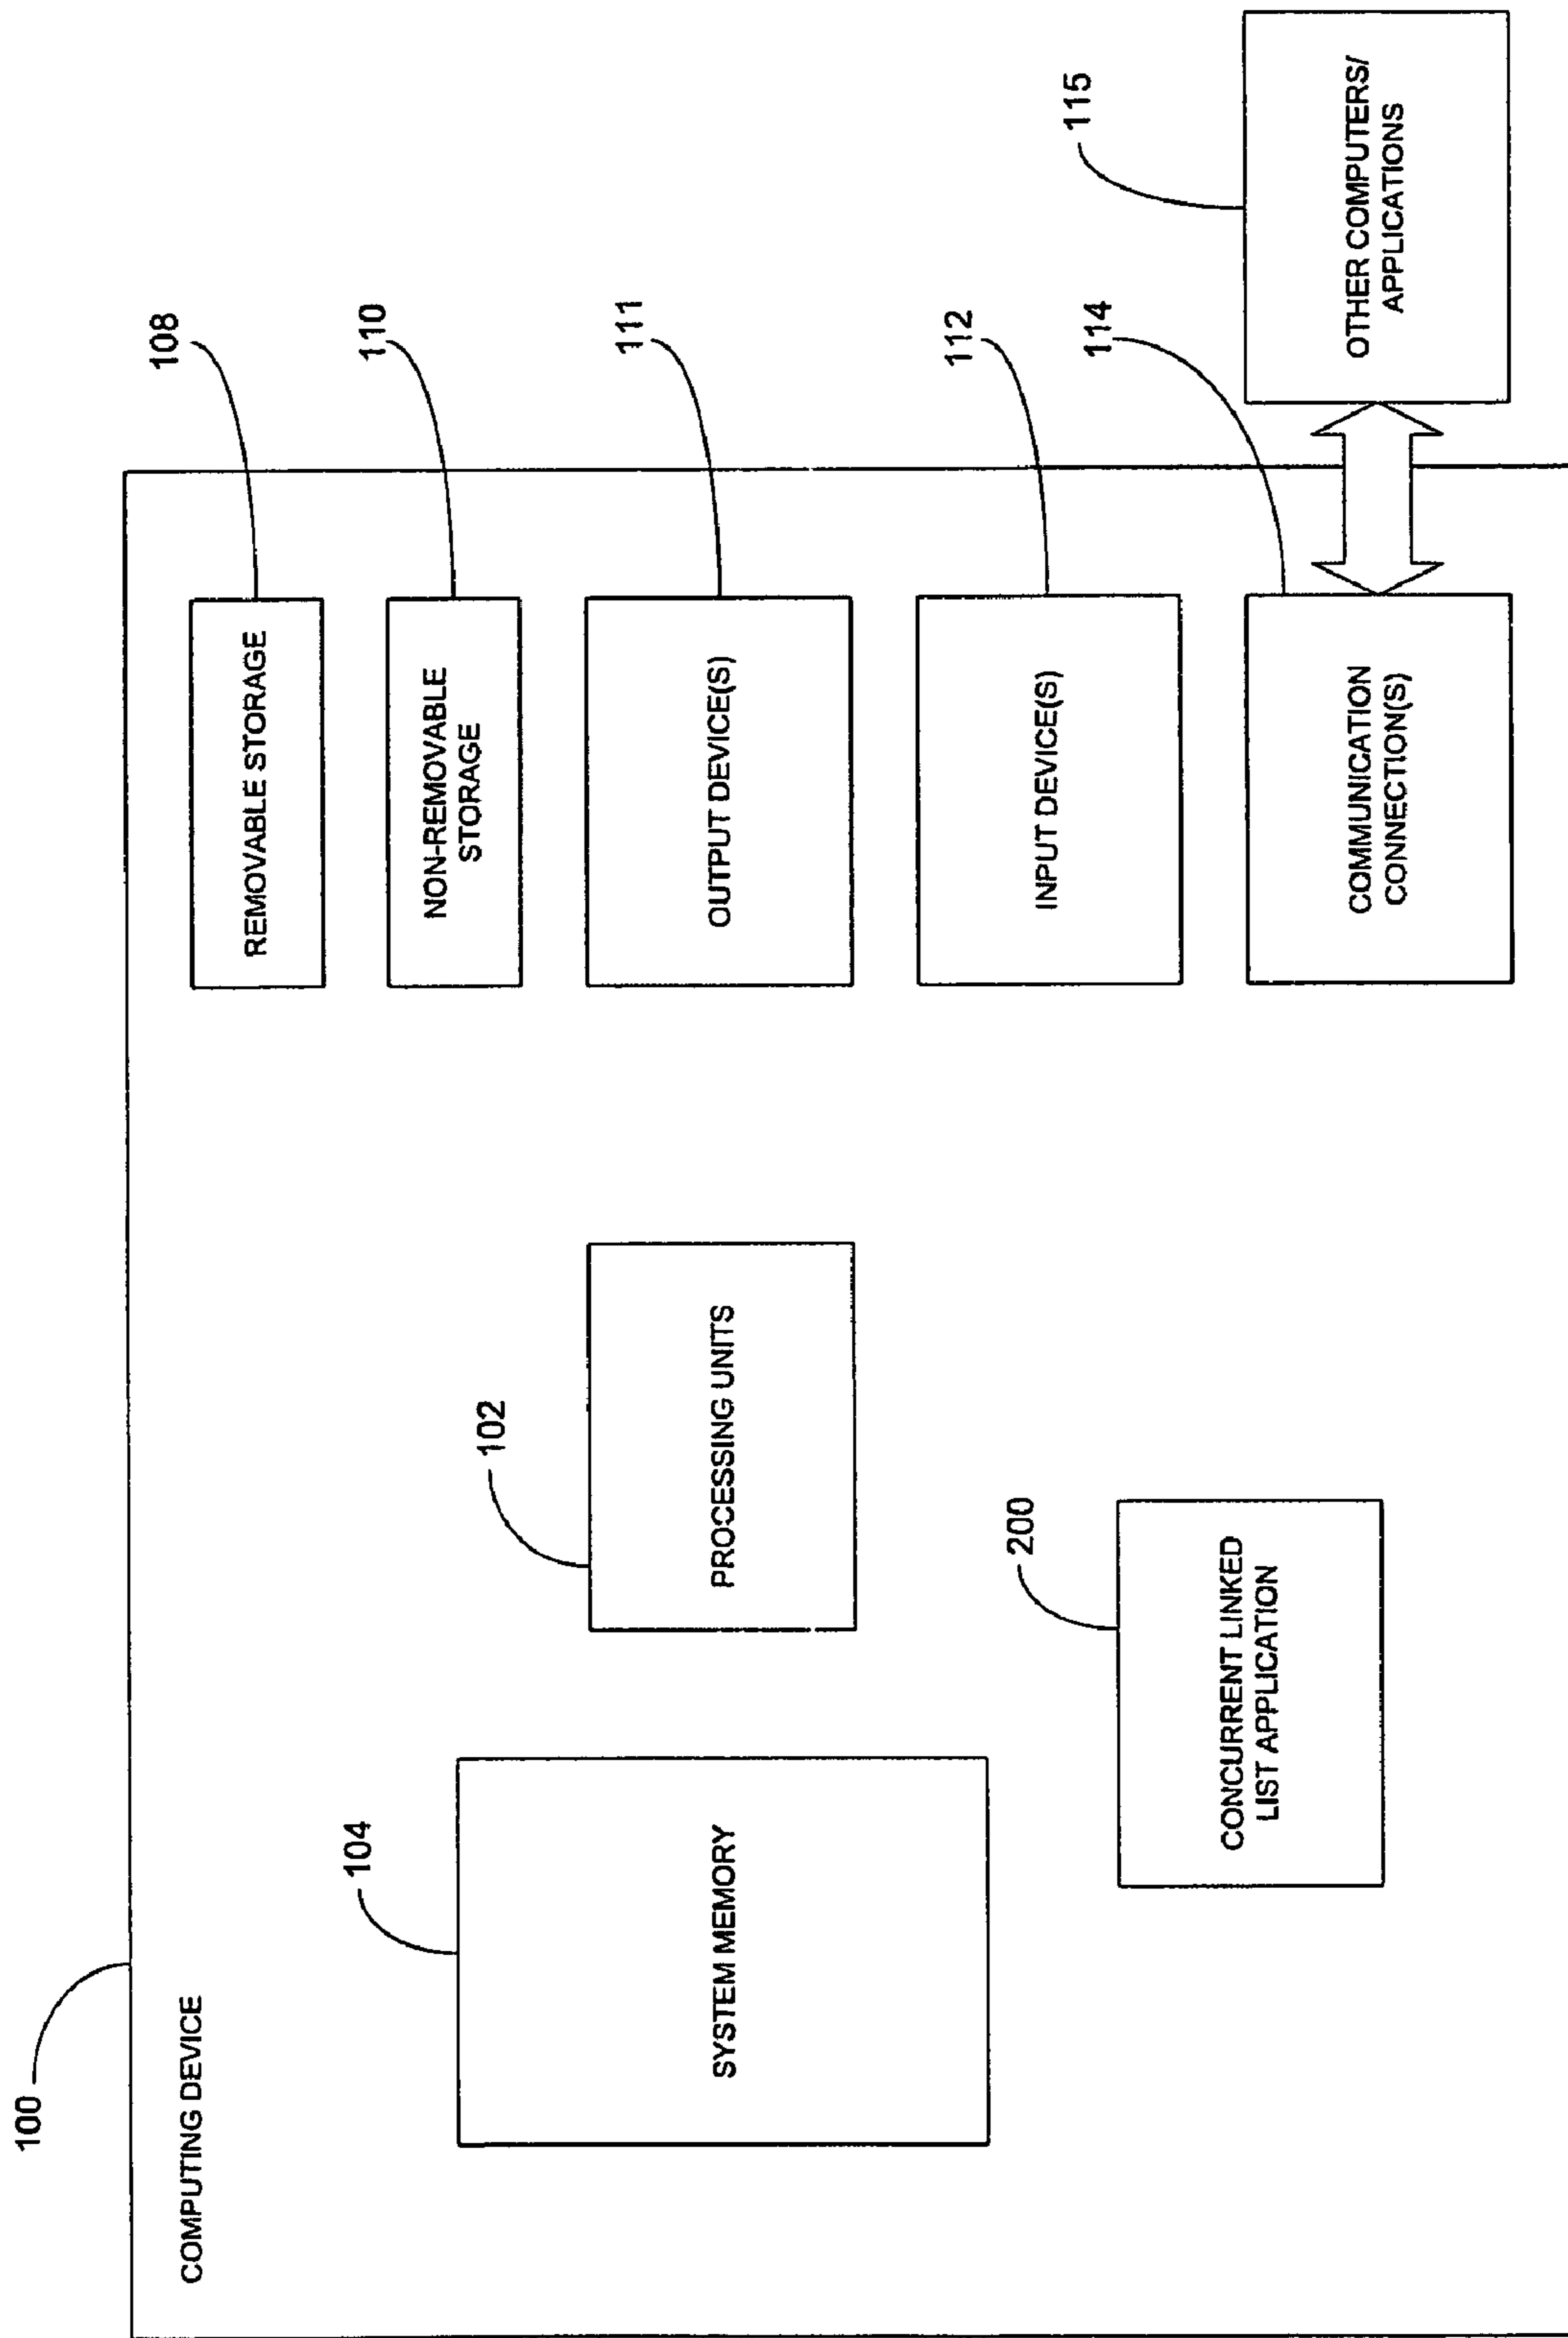 100
COMPUTING DEVICE
104
SYSTEM MEMORY
102
PROCESSING UNITS
200
CONCURRENT LINKED
LIST APPLICATION
108
REMOVABLE STORAGE
110
NON-REMOVABLE
STORAGE
111
OUTPUT DEVICE(S)
112
INPUT DEVICE(S)
114
COMMUNICATION
CONNECTION(S)
115
OTHER COMPUTERS/
APPLICATIONS